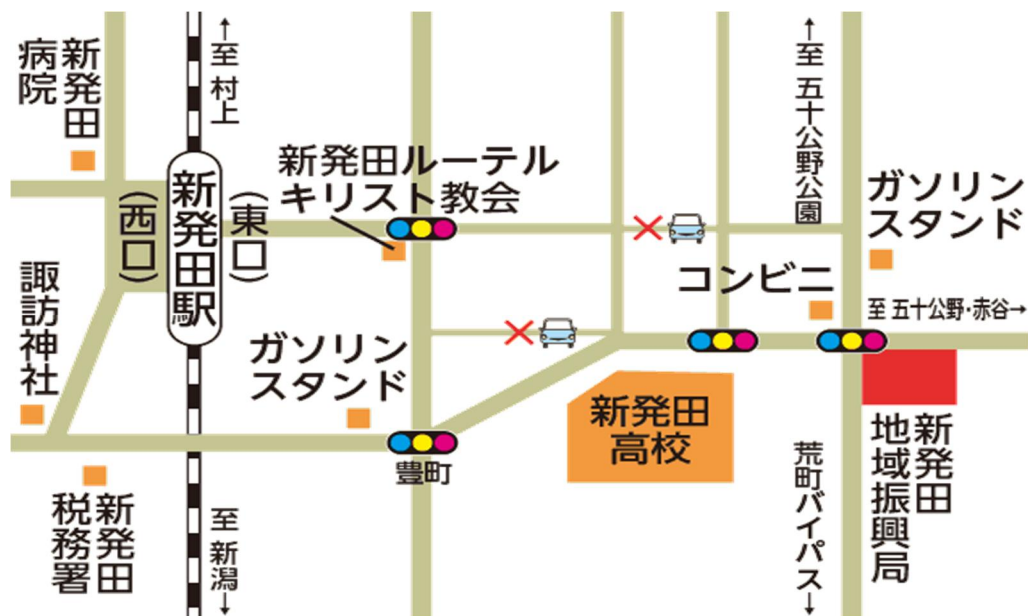 新発田
病院
←至 村上
新発田ルーテル
キリスト教会
←至 五十公野公園
ガソリン
スタンド
(西口)
新発田駅
(東口)
コンビニ
至 五十公野・赤谷→
諏訪神社
ガソリン
スタンド
新発田
高校
豊町
新発田
地域振興局
新発田
税務署
至 新潟→
荒町バイパス→